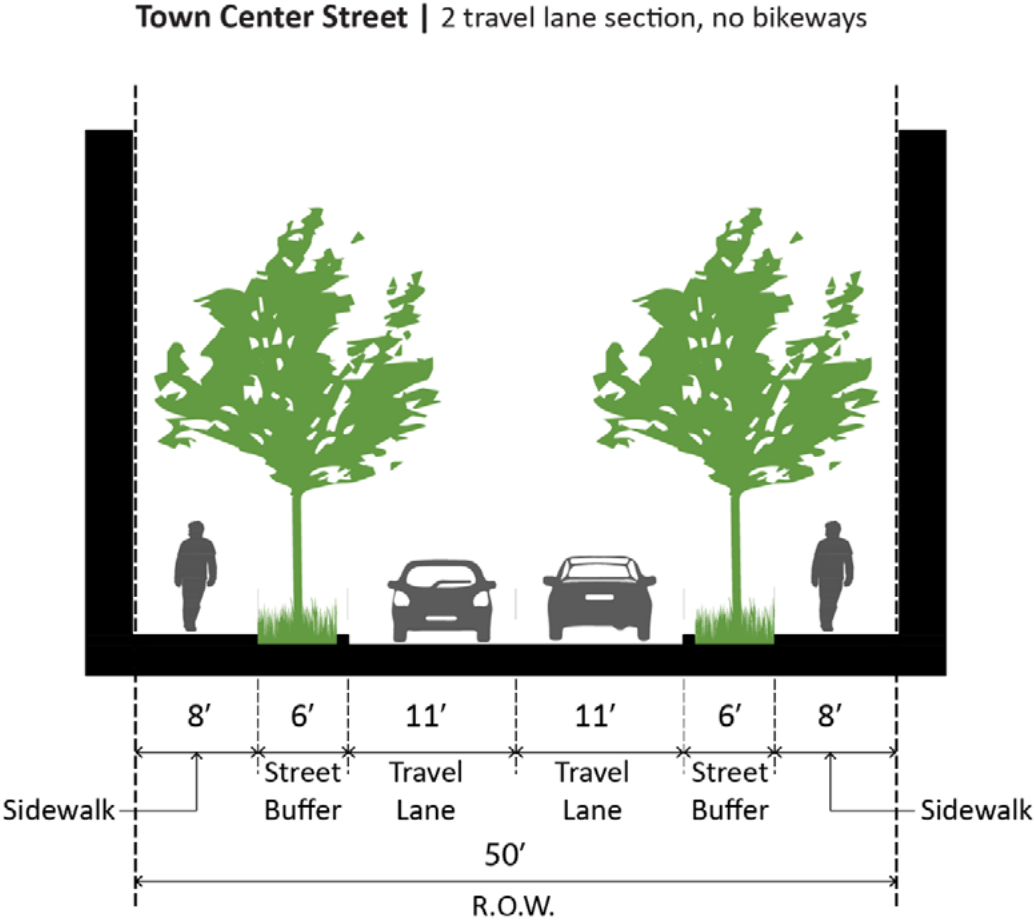 Town Center Street | 2 travel lane section, no bikeways
8′ 6′ 11′ 11′ 6′ 8′
Street Travel Travel Street
Sidewalk Buffer Lane Lane Buffer Sidewalk
50′
R.O.W.